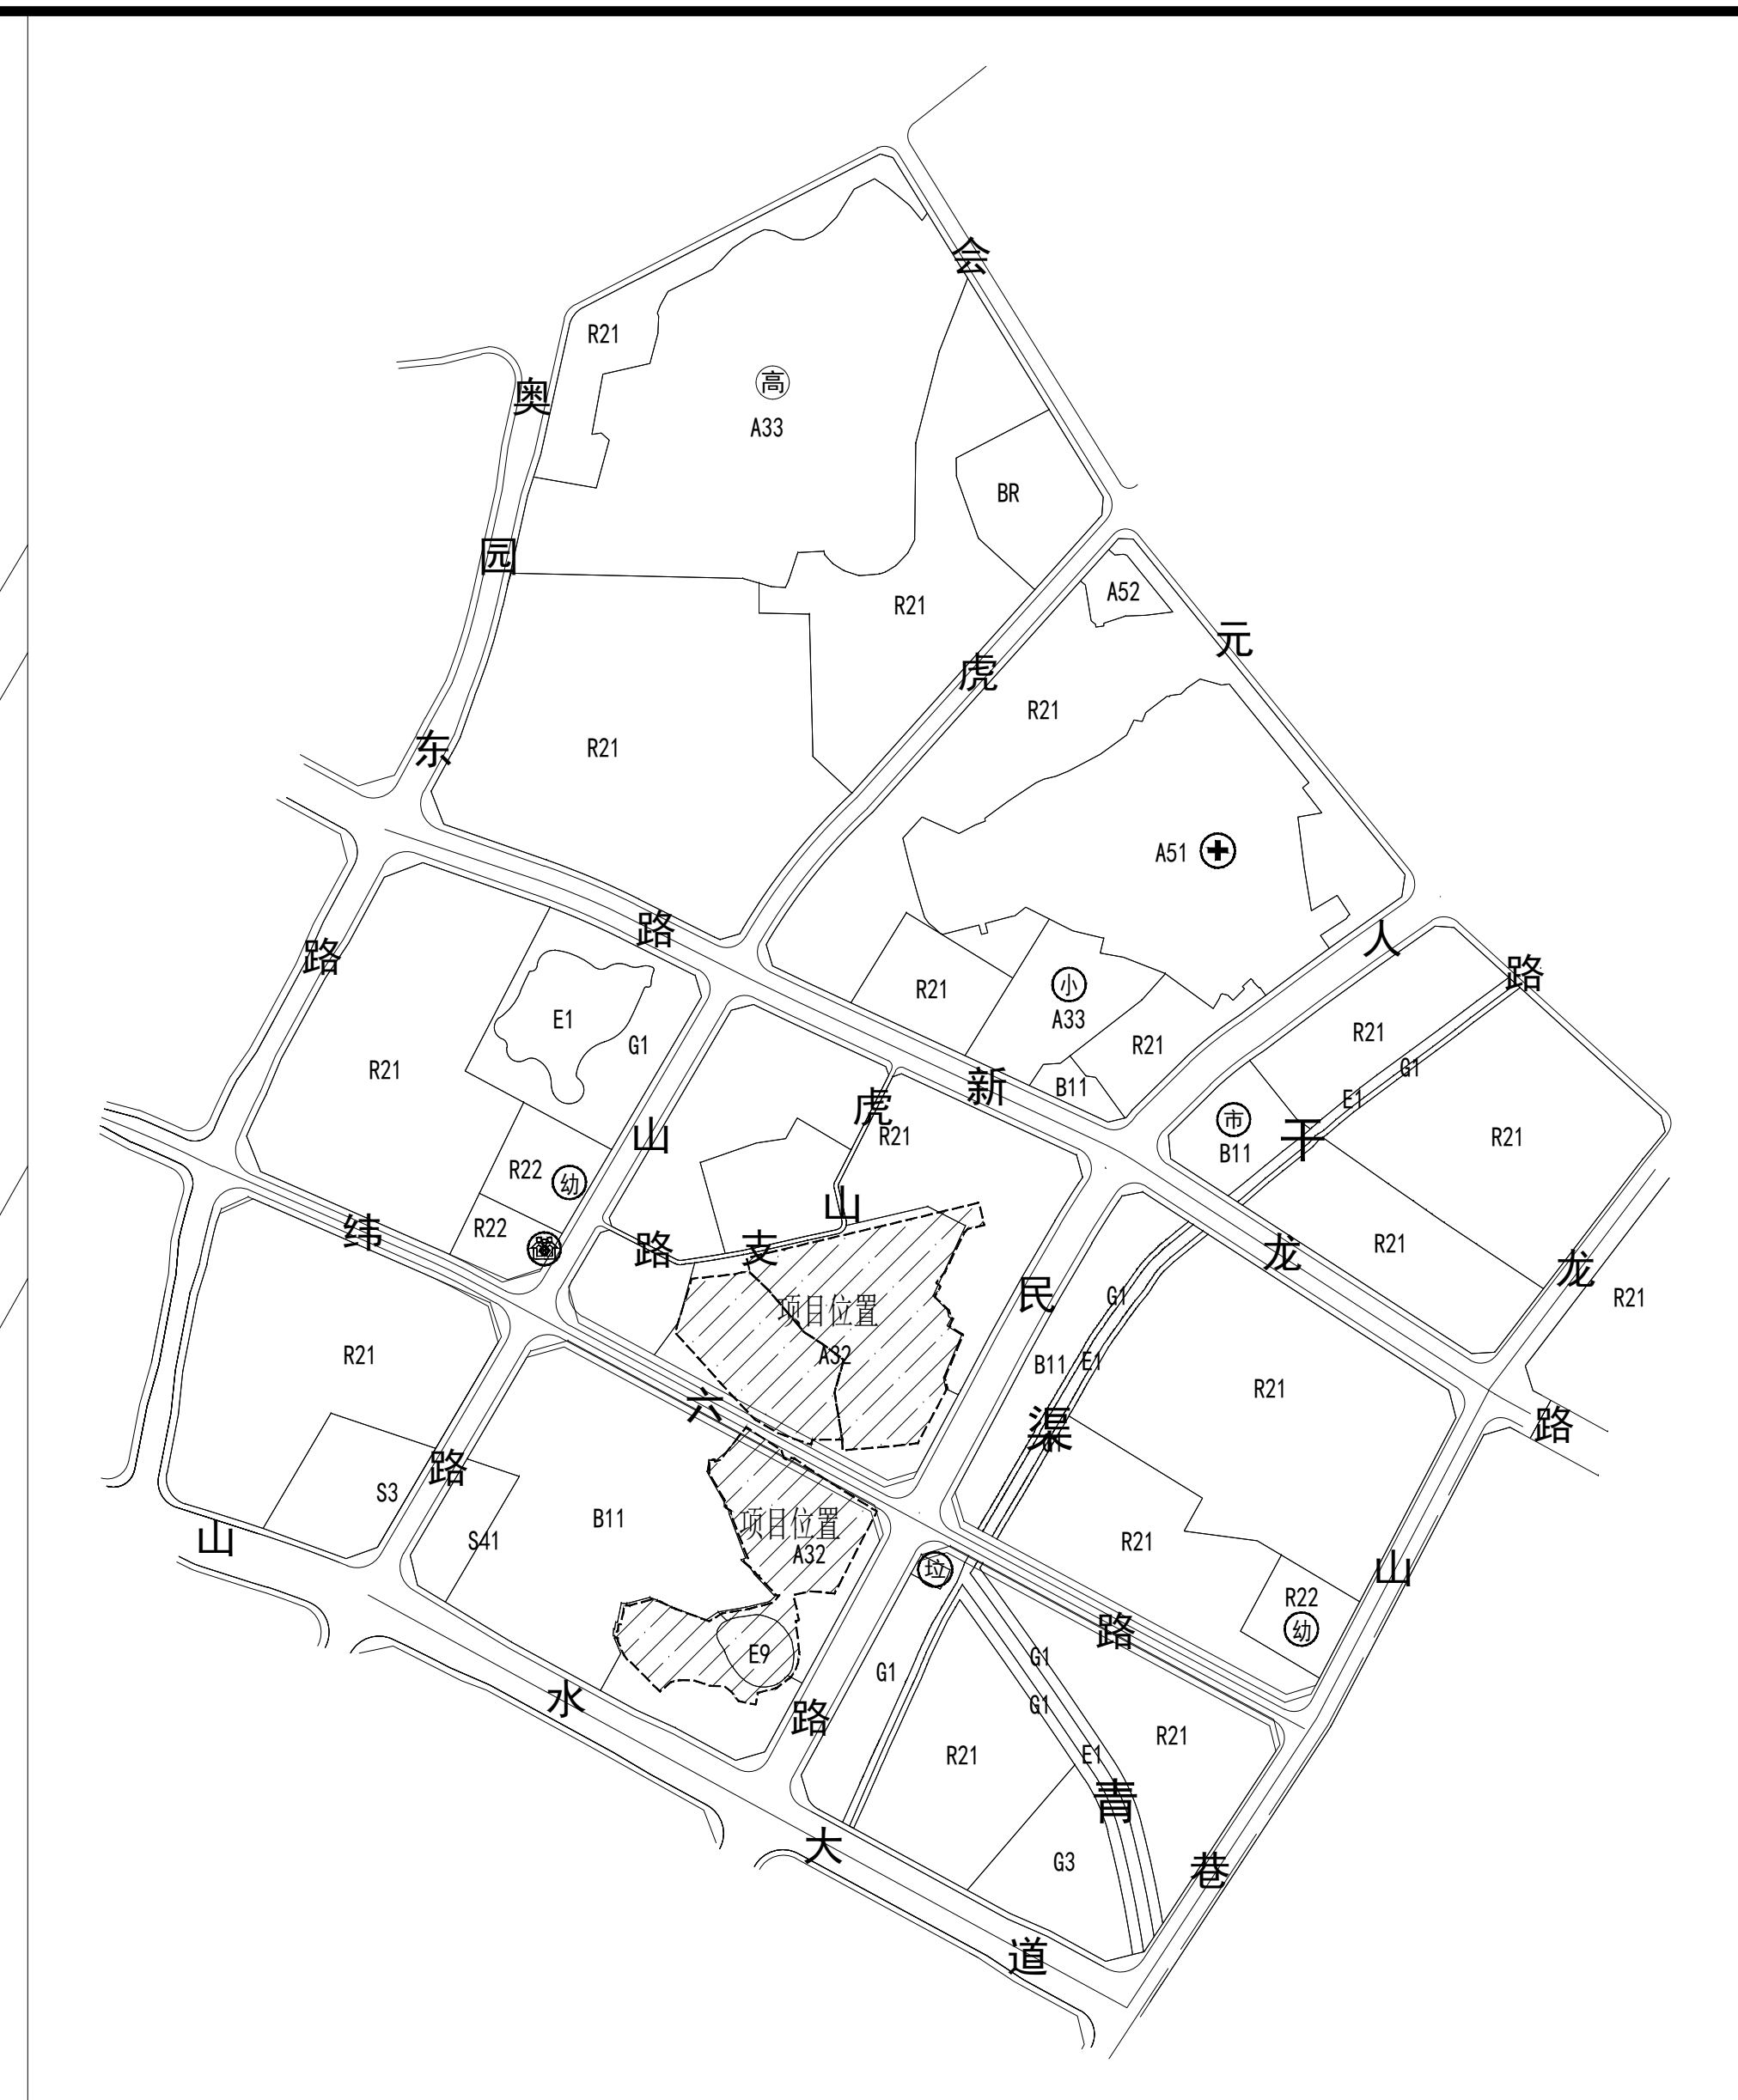 会
R21
高
奥
A33
BR
园
A52
R21
元
虎
R21
东
R21
A51
路
人
路
路
R21
小
E1
A33
R21
R21
G1
G1
R21
新
B11
E1
虎
市
山
R21
干
R21
B11
R22
幼
山
R22
纬
路
支
龙
R21
龙
民
G1
R21
项目位置
R21
A32
B11
E1
R21
六
渠
G1
路
路
S3
B11
项目位置
山
S41
A32
R21
垃
山
R22
幼
路
E9
G1
G1
水
路
G1
R21
R21
E1
青
大
G3
巷
道